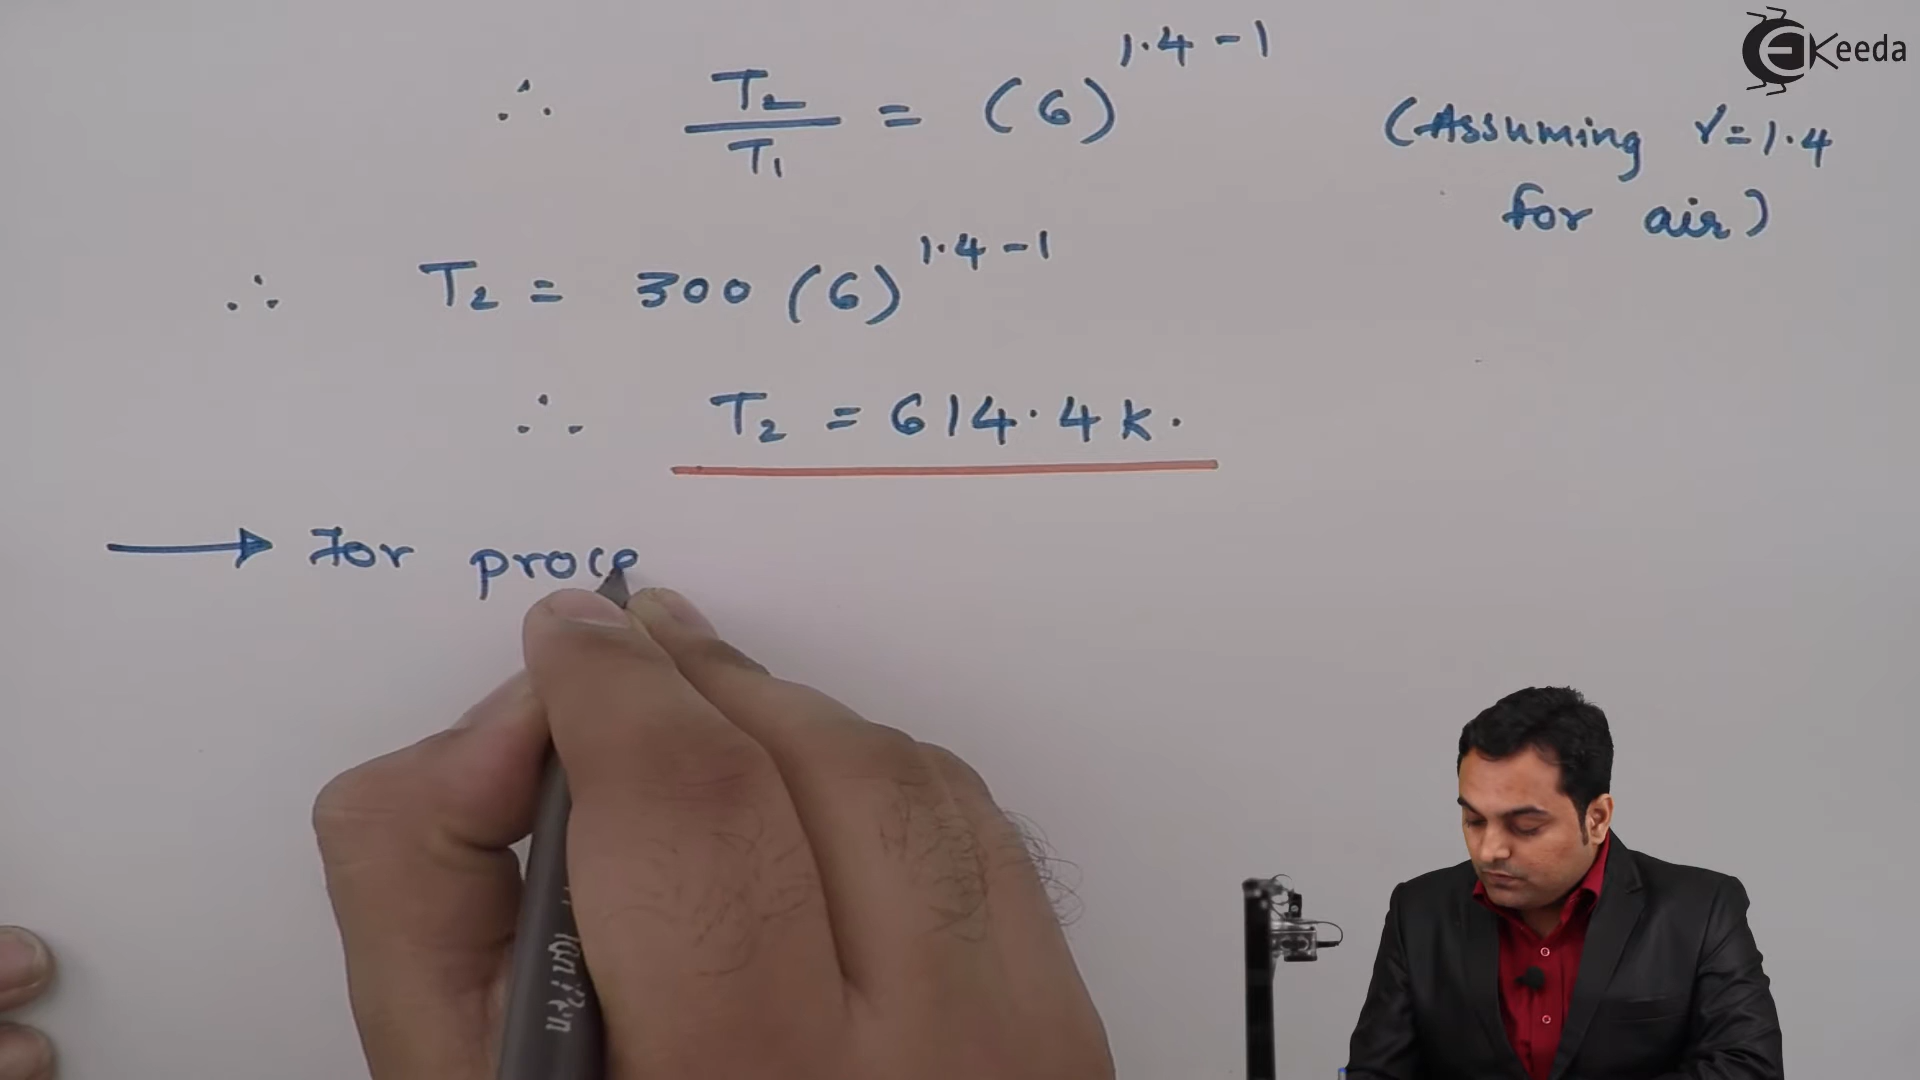 Keeda
∴ T₂/T₁ = (6)^1.4-1
(Assuming γ=1.4
for air)
∴ T₂ = 300 (6)^1.4-1
∴ T₂ = 614.4 K.
→ For proce